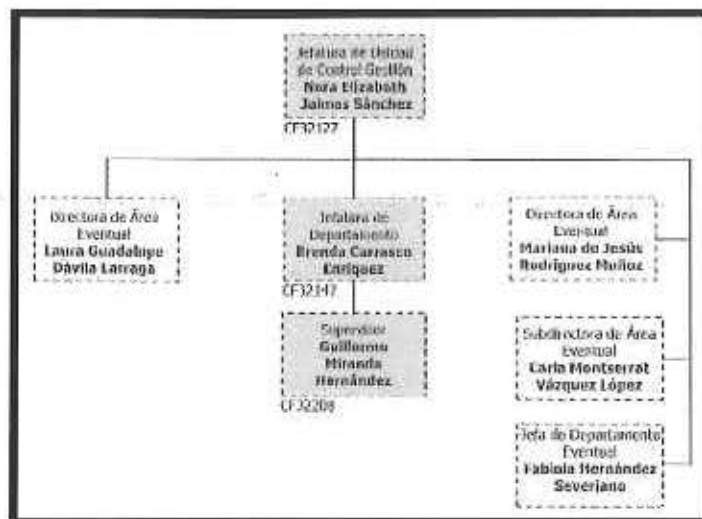 Jefatura de Unidad
de Control Gestión
Nora Elizabeth
Jaimes Sánchez
CF32127
Directora de Área
Eventual
Laura Guadalupe
Dávila Larraga
Jefatura de
Departamento
Brenda Carrasco
Enríquez
CF32147
Supervisor
Guillermo
Miranda
Hernández
CF32208
Directora de Área
Eventual
Mariana de Jesús
Rodríguez Muñoz
Subdirectora de Área
Eventual
Carla Montserrat
Vázquez López
Jefa de Departamento
Eventual
Fabiola Hernández
Severiano